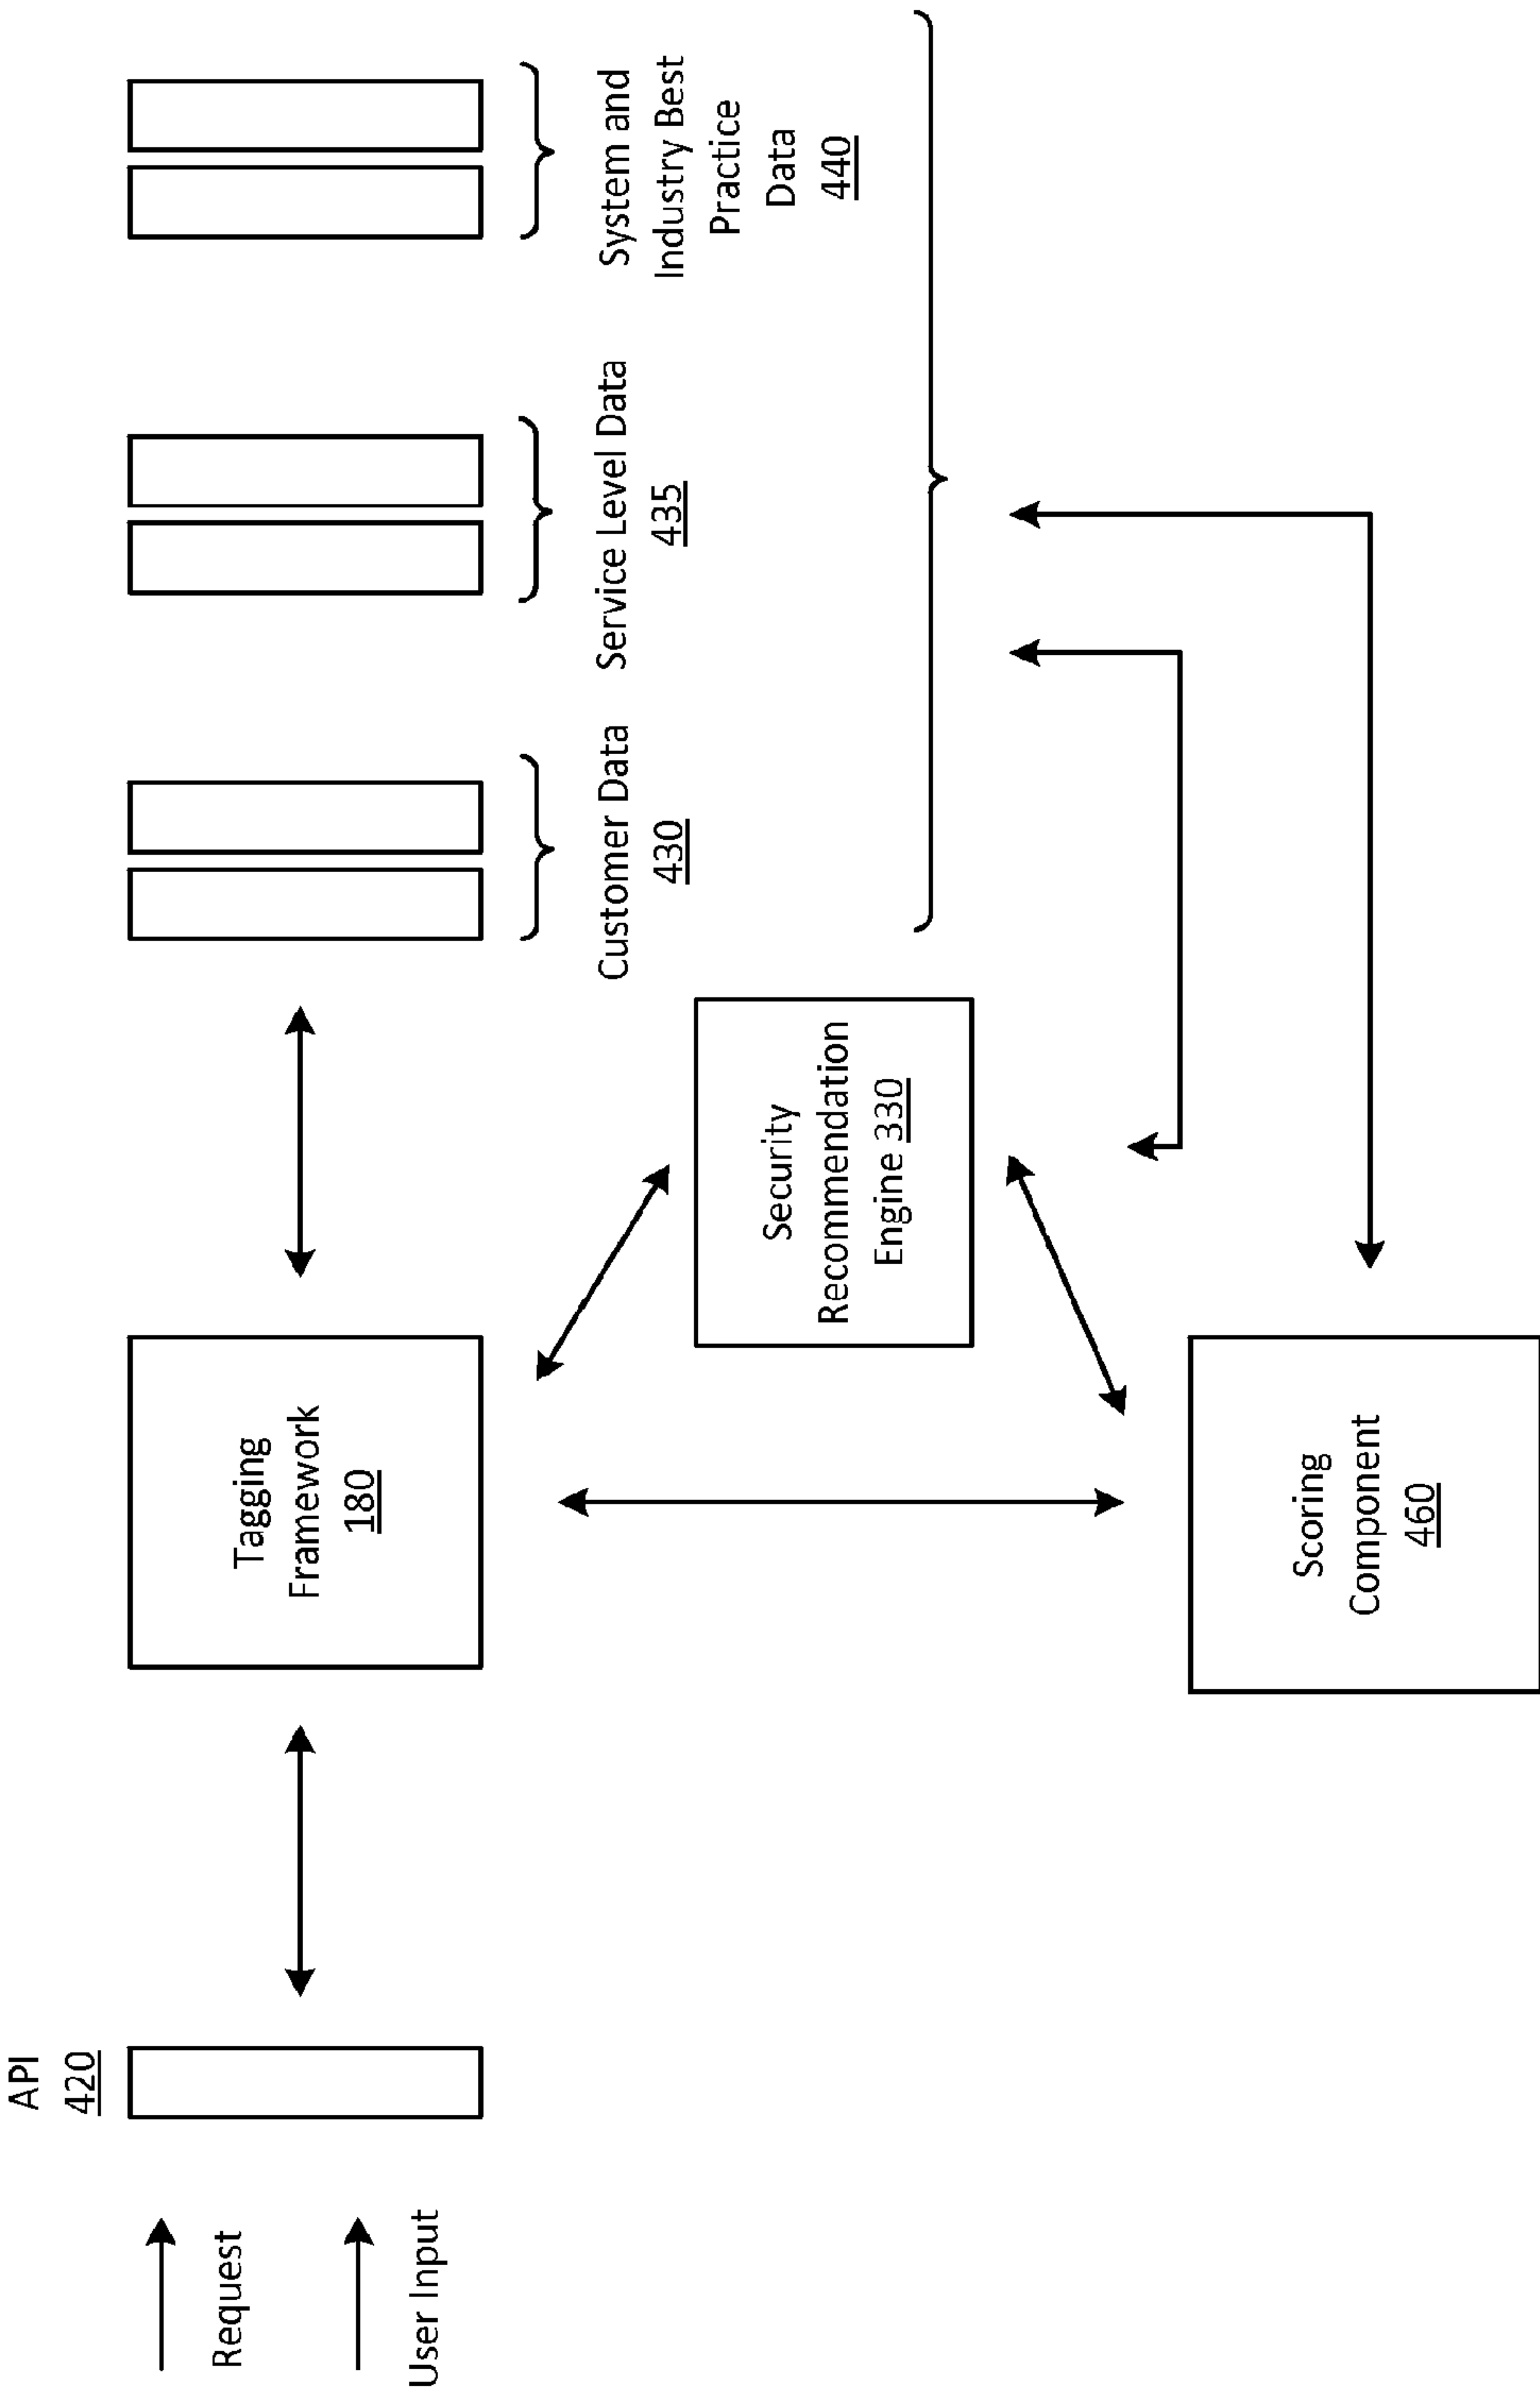 API
420
Request
User Input
Tagging
Framework
180
Customer Data
430
Service Level Data
435
System and
Industry Best
Practice
Data
440
Security
Recommendation
Engine 330
Scoring
Component
460